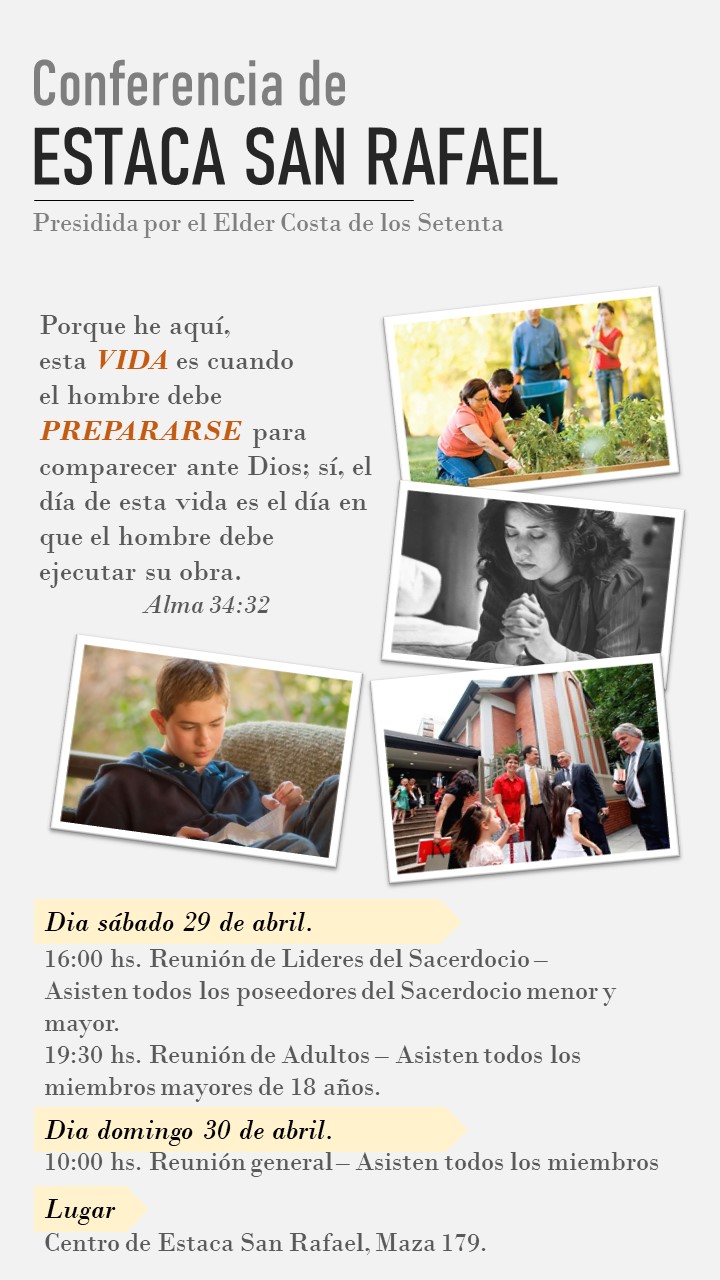 Conferencia de
ESTACA SAN RAFAEL
Presidida por el Elder Costa de los Setenta
Porque he aquí,
esta VIDA es cuando
el hombre debe
PREPARARSE para
comparecer ante Dios; sí, el
día de esta vida es el día en
que el hombre debe
ejecutar su obra.
Alma 34:32
Dia sábado 29 de abril.
16:00 hs. Reunión de Lideres del Sacerdocio –
Asisten todos los poseedores del Sacerdocio menor y
mayor.
19:30 hs. Reunión de Adultos – Asisten todos los
miembros mayores de 18 años.
Dia domingo 30 de abril.
10:00 hs. Reunión general – Asisten todos los miembros
Lugar
Centro de Estaca San Rafael, Maza 179.